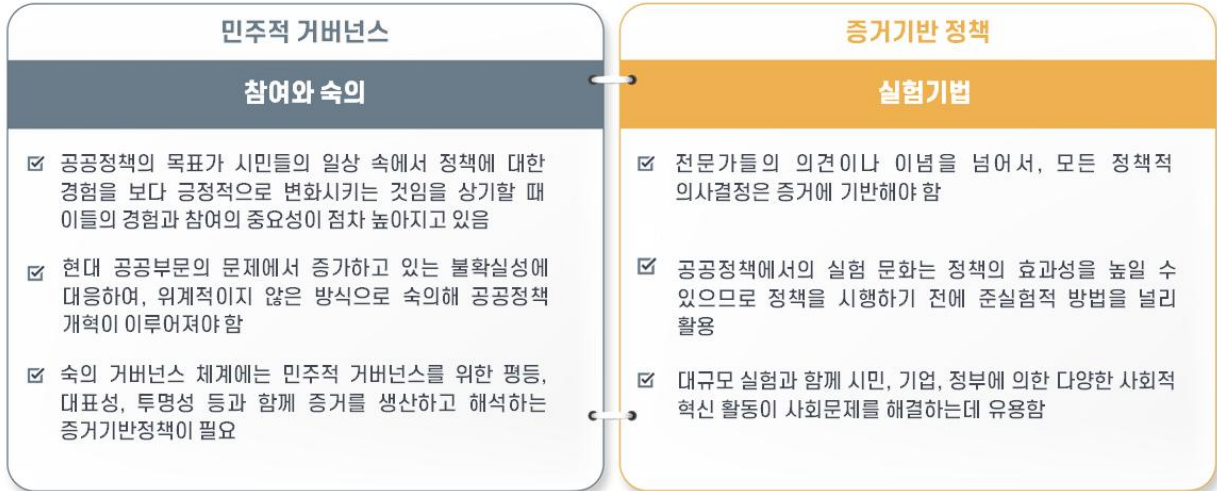 민주적 거버넌스
참여와 숙의
공공정책의 목표가 시민들의 일상 속에서 정책에 대한
경험을 보다 긍정적으로 변화시키는 것임을 상기할 때
이들의 경험과 참여의 중요성이 점차 높아지고 있음
현대 공공부문의 문제에서 증가하고 있는 불확실성에
대응하여, 위계적이지 않은 방식으로 숙의해 공공정책
개혁이 이루어져야 함
숙의 거버넌스 체계에는 민주적 거버넌스를 위한 평등,
대표성, 투명성 등과 함께 증거를 생산하고 해석하는
증거기반정책이 필요
증거기반 정책
실험기법
전문가들의 의견이나 이념을 넘어서, 모든 정책적
의사결정은 증거에 기반해야 함
공공정책에서의 실험 문화는 정책의 효과성을 높일 수
있으므로 정책을 시행하기 전에 준실험적 방법을 널리
활용
대규모 실험과 함께 시민, 기업, 정부에 의한 다양한 사회적
혁신 활동이 사회문제를 해결하는데 유용함